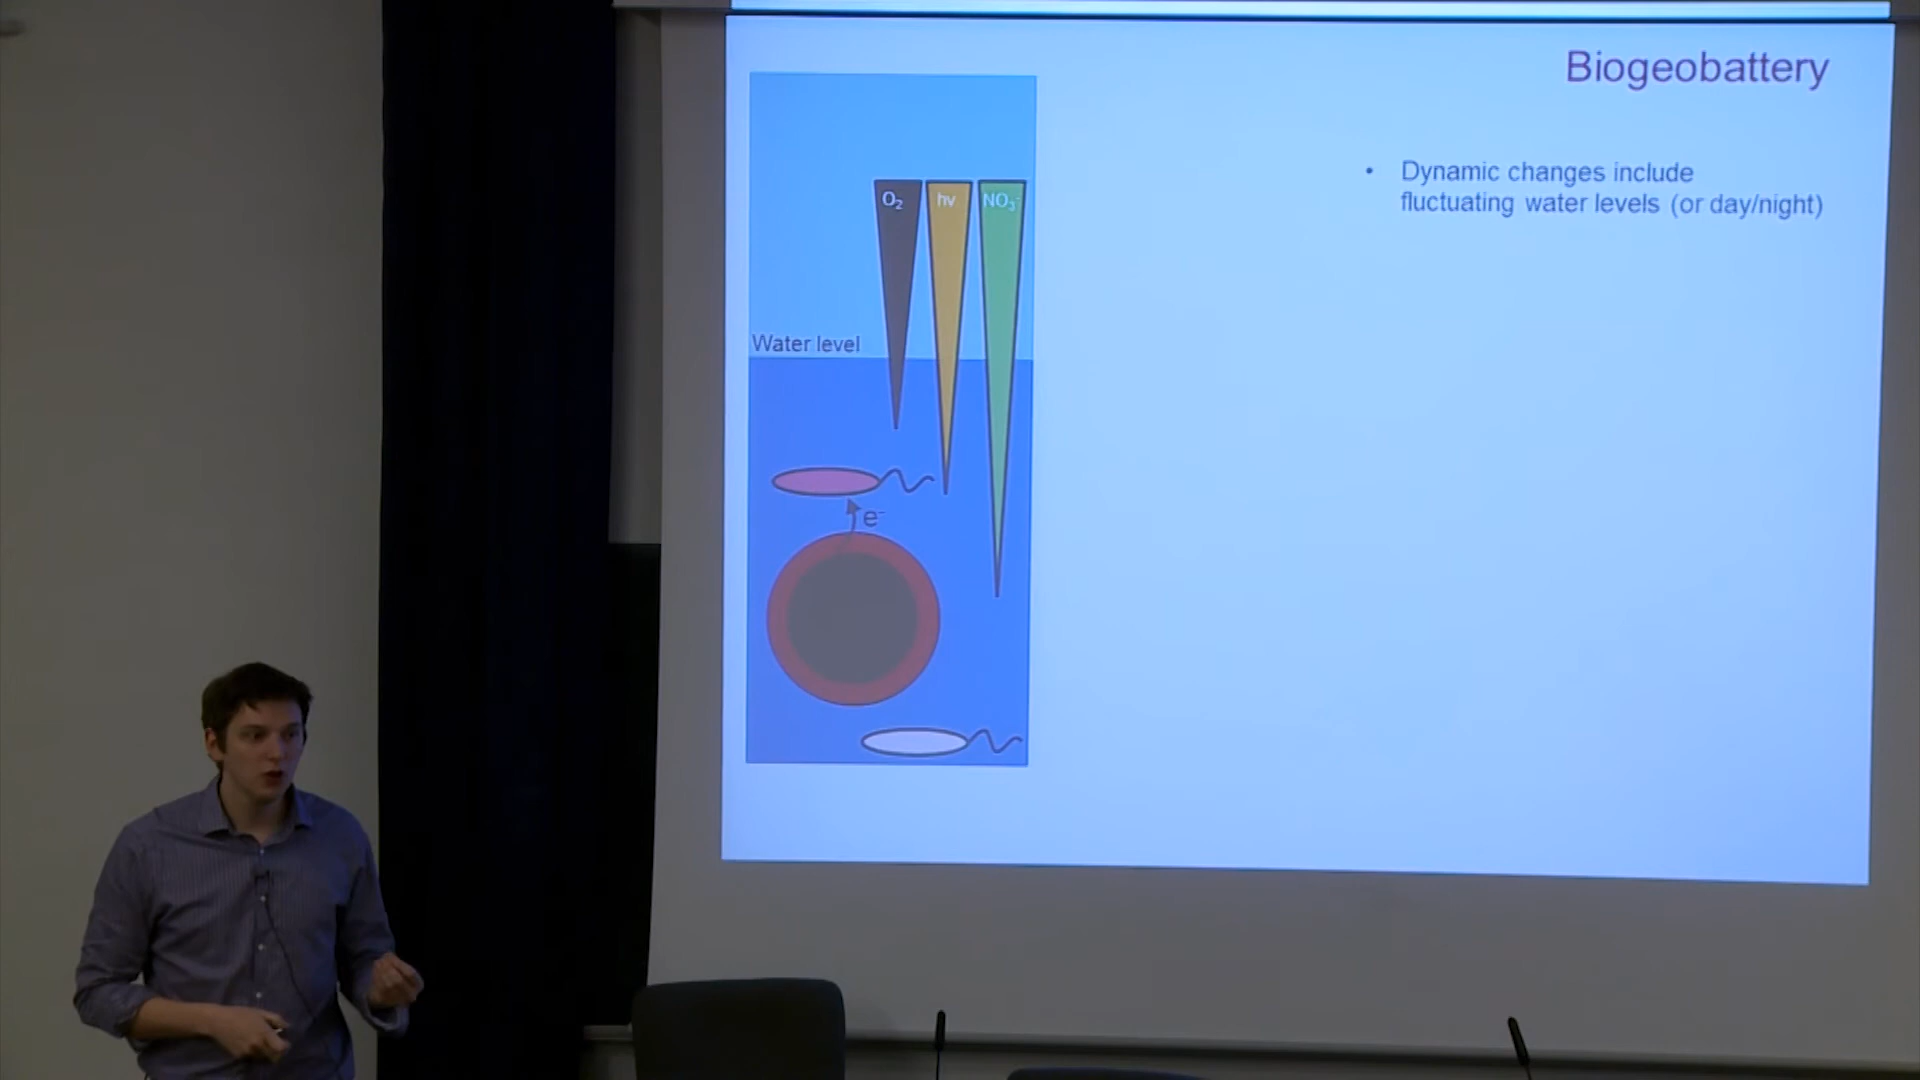 Biogeobattery
• Dynamic changes include
fluctuating water levels (or day/night)
O₂ hv NO₃⁻
Water level
e⁻